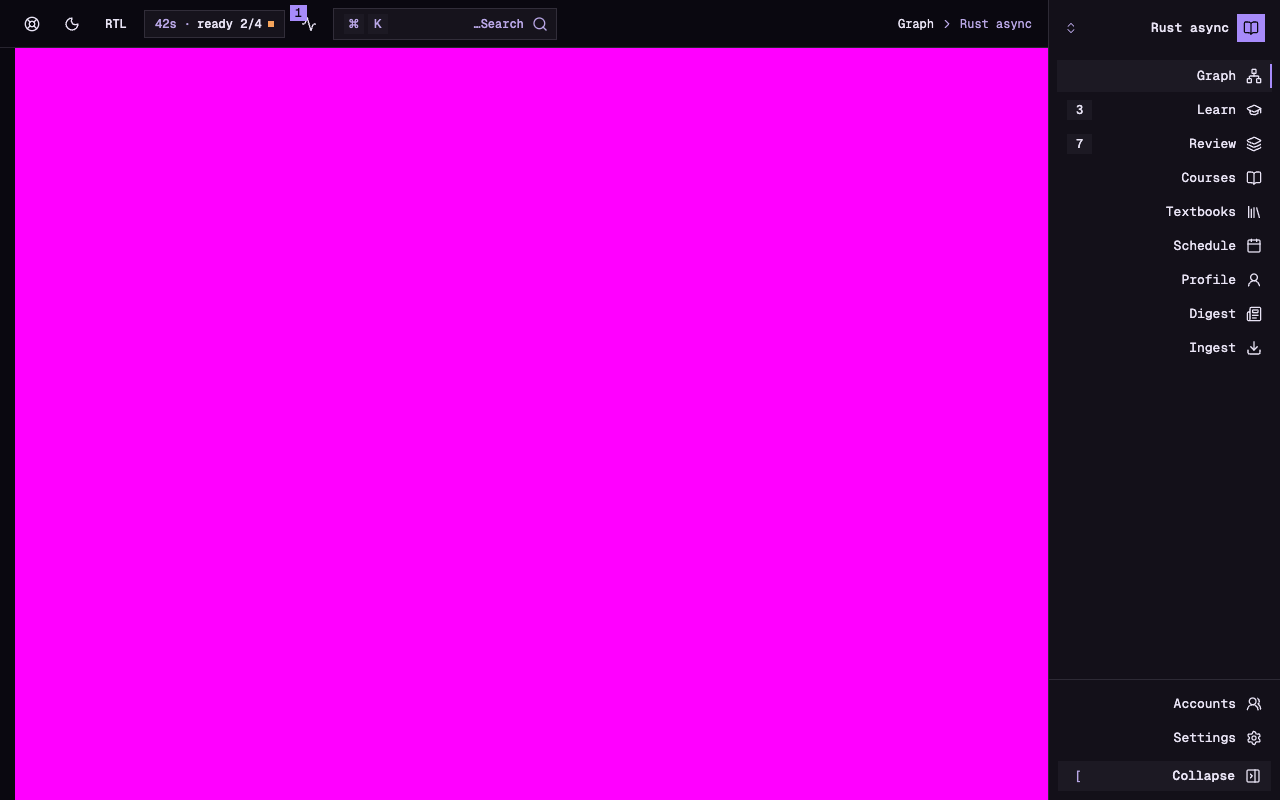 RTL
42s · ready 2/4
1
⌘ K
…Search
Graph > Rust async
Rust async
Graph
3 Learn
7 Review
Courses
Textbooks
Schedule
Profile
Digest
Ingest
Accounts
Settings
[ Collapse